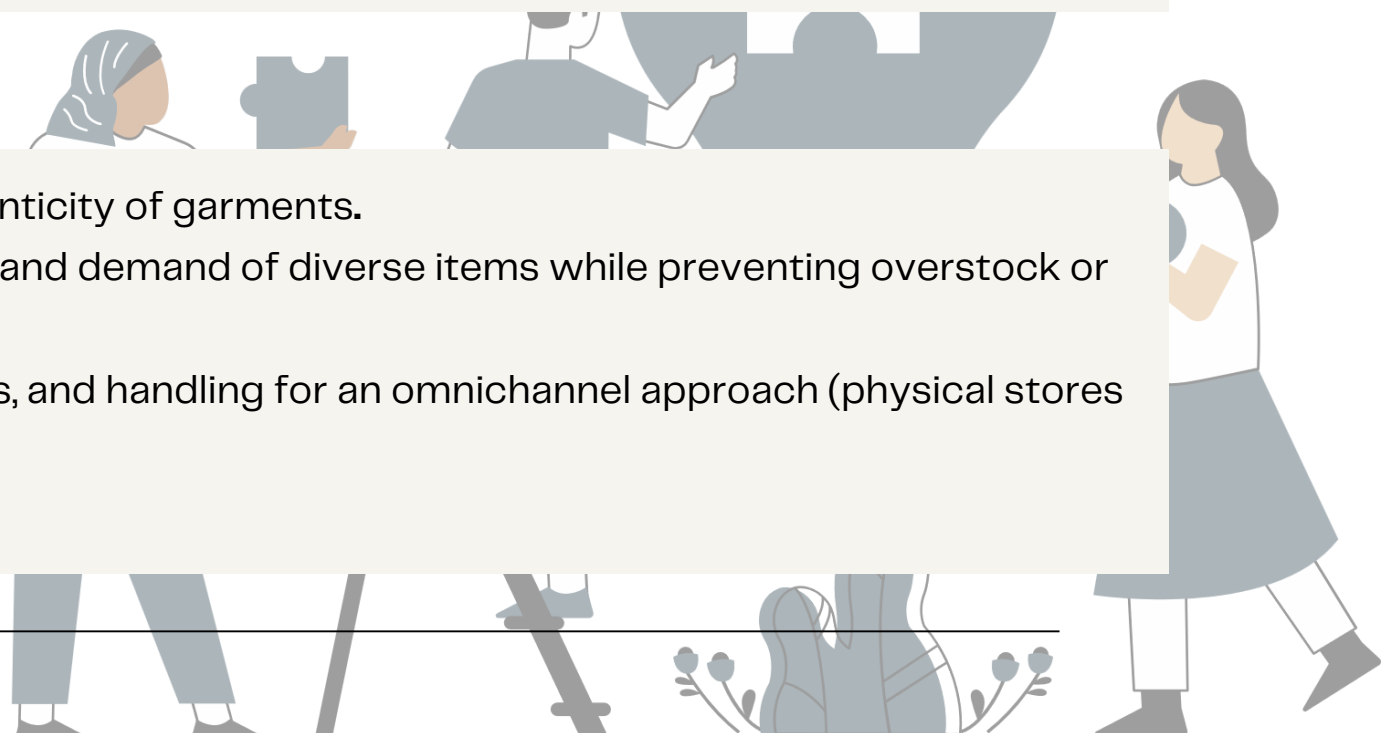 nticity of garments.
and demand of diverse items while preventing overstock or
s, and handling for an omnichannel approach (physical stores